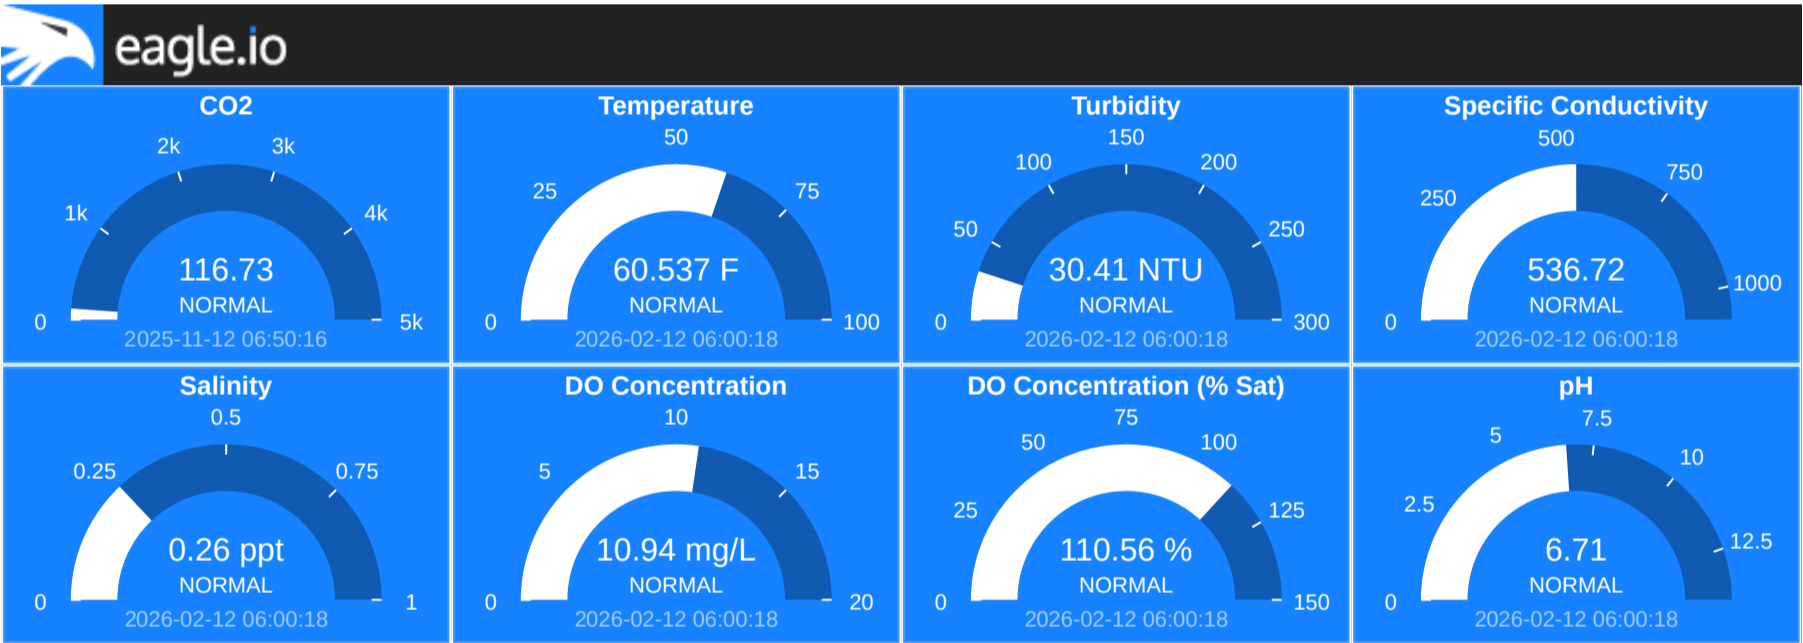 eagle.io
CO2
0
1k
2k
3k
4k
5k
116.73
NORMAL
2025-11-12 06:50:16
Temperature
0
25
50
75
100
60.537 F
NORMAL
2026-02-12 06:00:18
Turbidity
0
50
100
150
200
250
300
30.41 NTU
NORMAL
2026-02-12 06:00:18
Specific Conductivity
0
250
500
750
1000
536.72
NORMAL
2026-02-12 06:00:18
Salinity
0
0.25
0.5
0.75
1
0.26 ppt
NORMAL
2026-02-12 06:00:18
DO Concentration
0
5
10
15
20
10.94 mg/L
NORMAL
2026-02-12 06:00:18
DO Concentration (% Sat)
0
25
50
75
100
125
150
110.56 %
NORMAL
2026-02-12 06:00:18
pH
0
2.5
5
7.5
10
12.5
6.71
NORMAL
2026-02-12 06:00:18